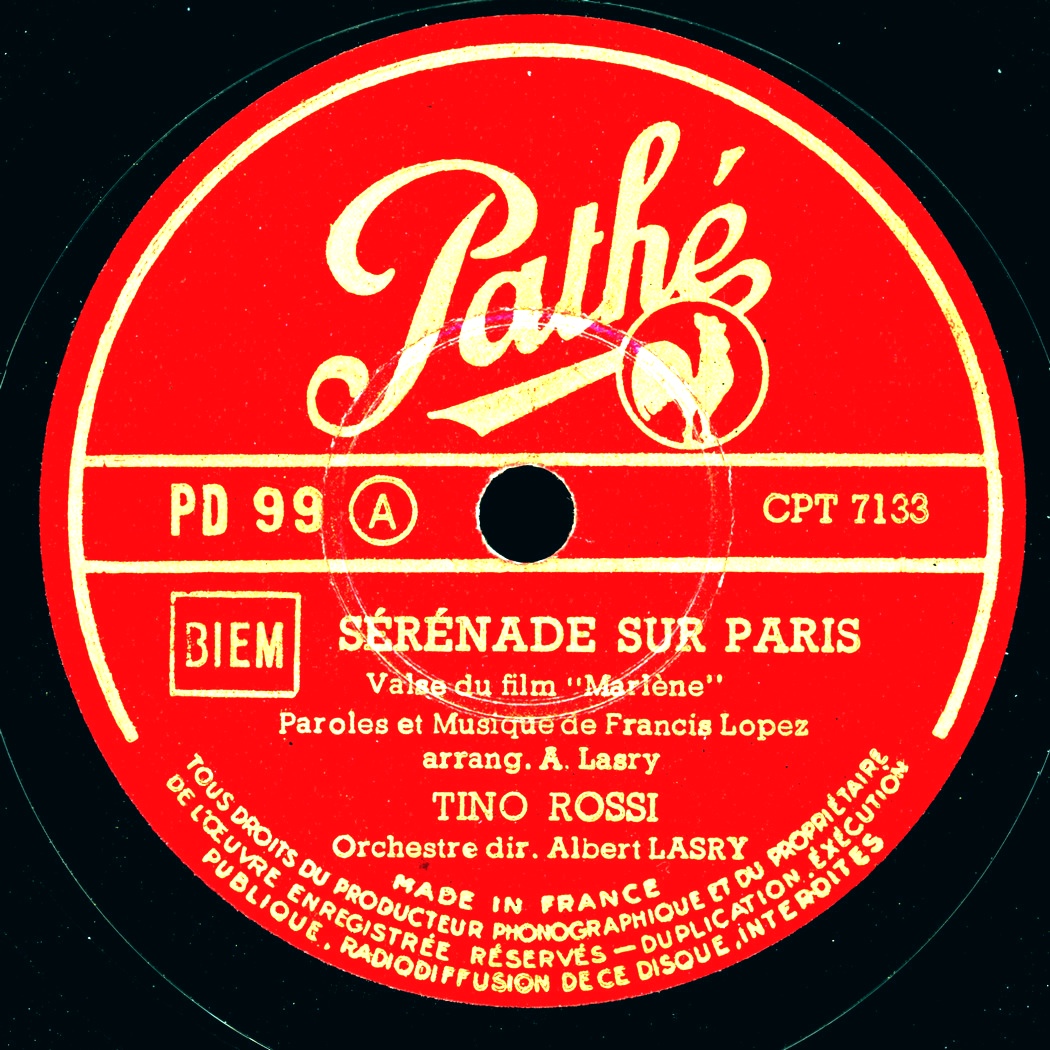 Pathé
PD 99 A CPT 7133
BIEM
SÉRÉNADE SUR PARIS
Valse du film "Marlène"
Paroles et Musique de Francis Lopez
arrang. A. Lasry
TINO ROSSI
Orchestre dir. Albert LASRY
MADE IN FRANCE
TOUS DROITS DU PRODUCTEUR PHONOGRAPHIQUE ET DU PROPRIÉTAIRE
DE L'ŒUVRE ENREGISTRÉE RÉSERVÉS — DUPLICATION, EXÉCUTION
PUBLIQUE, RADIODIFFUSION DE CE DISQUE, INTERDITES